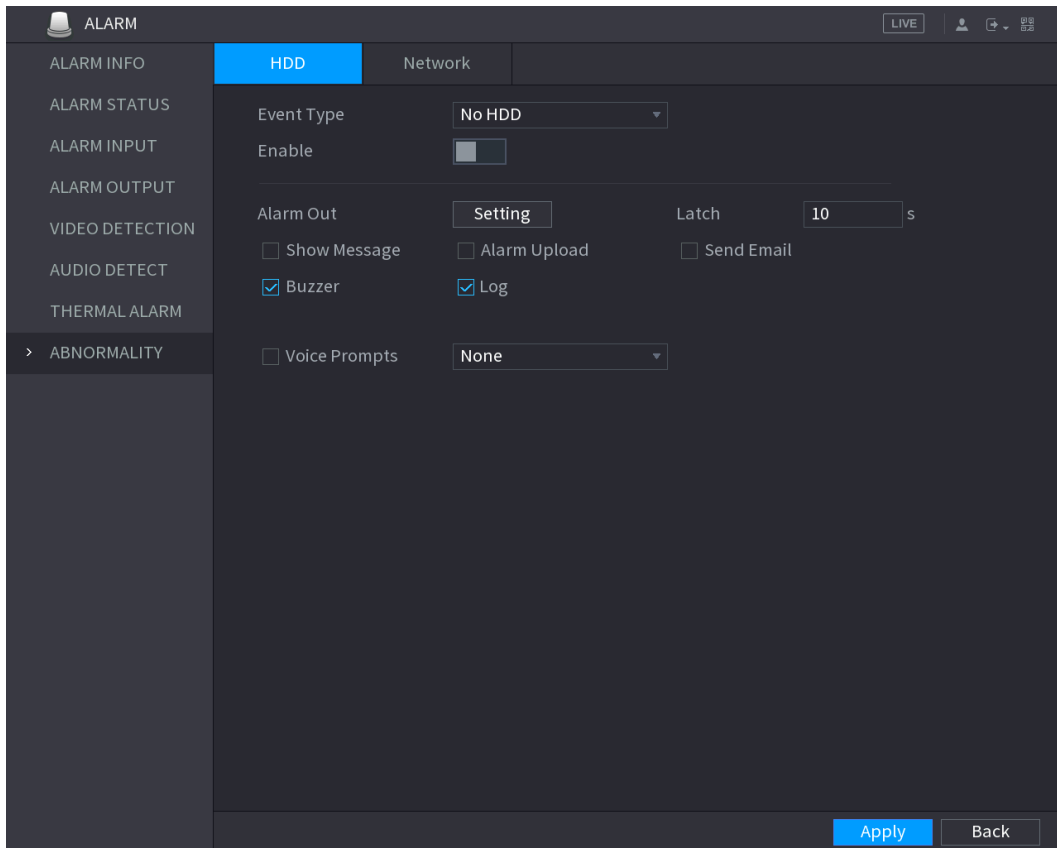 ALARM
LIVE
ALARM INFO
ALARM STATUS
ALARM INPUT
ALARM OUTPUT
VIDEO DETECTION
AUDIO DETECT
THERMAL ALARM
> ABNORMALITY
HDD Network
Event Type No HDD
Enable
Alarm Out Setting Latch 10 s
Show Message Alarm Upload Send Email
Buzzer Log
Voice Prompts None
Apply Back